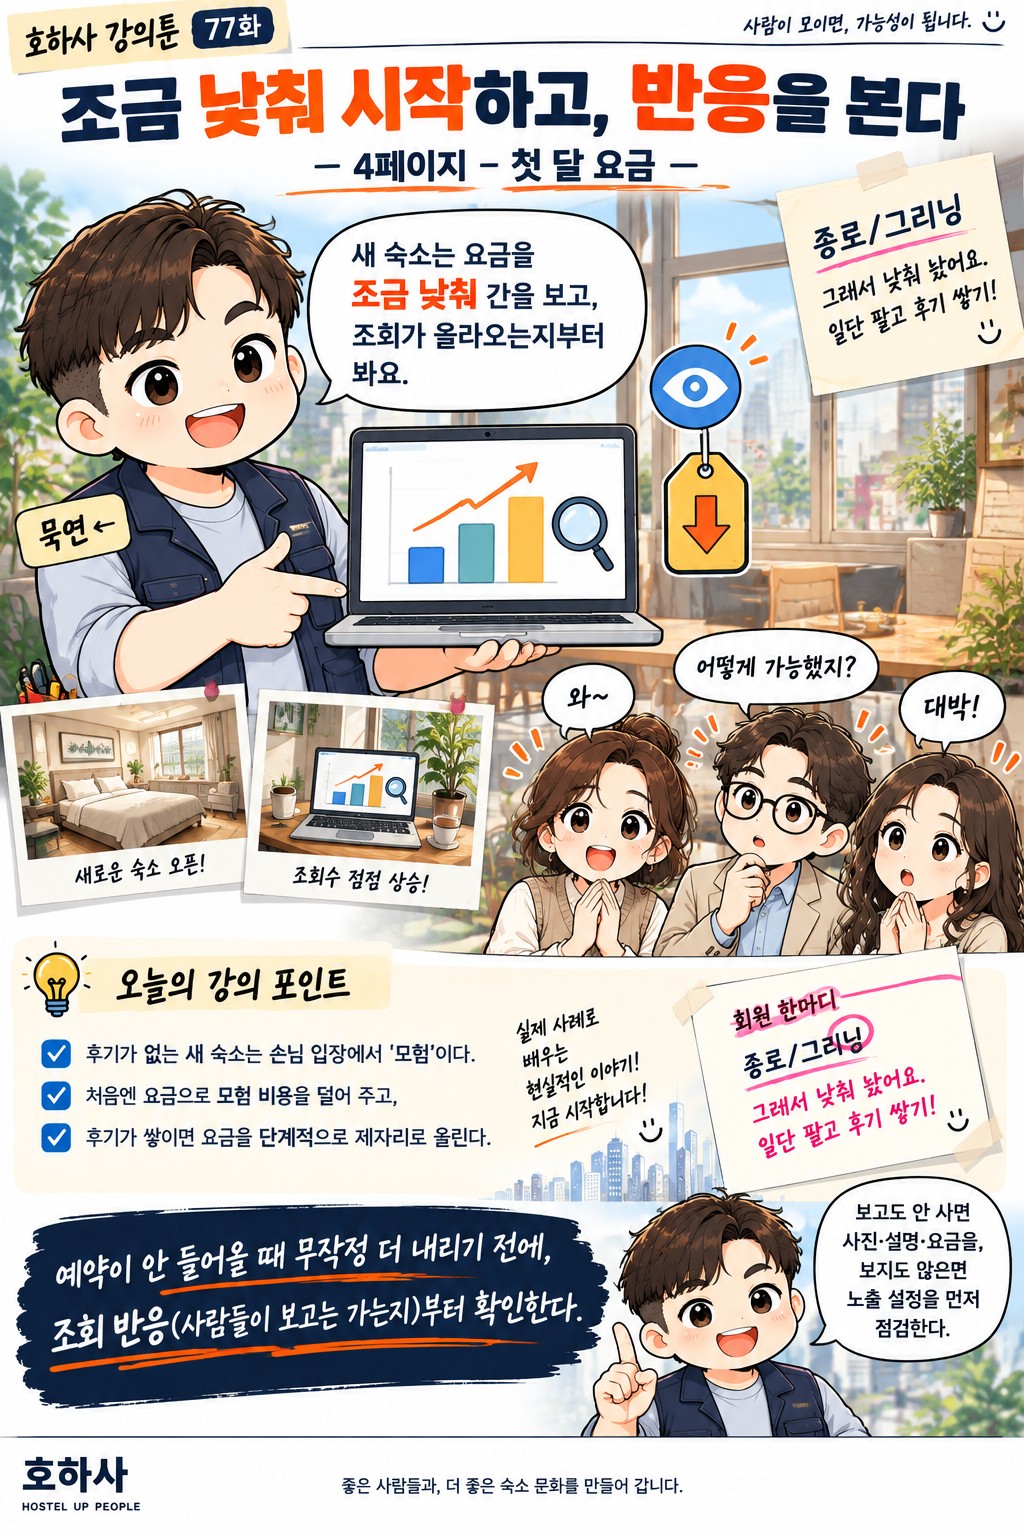 호하사 강의툰 77화
사람이 모이면, 가능성이 됩니다.
조금 낮춰 시작하고, 반응을 본다
– 4페이지 – 첫 달 요금 –
새 숙소는 요금을
조금 낮춰 간을 보고,
조회가 올라오는지부터
봐요.
종로/그리닝
그래서 낮춰 놨어요.
일단 팔고 후기 쌓기!
묵연 ←
새로운 숙소 오픈!
조회수 점점 상승!
와~
어떻게 가능했지?
대박!
오늘의 강의 포인트
후기가 없는 새 숙소는 손님 입장에서 '모험'이다.
처음엔 요금으로 모험 비용을 덜어 주고,
후기가 쌓이면 요금을 단계적으로 제자리로 올린다.
실제 사례로
배우는
현실적인 이야기!
지금 시작합니다!
회원 한마디
종로/그리닝
그래서 낮춰 놨어요.
일단 팔고 후기 쌓기!
예약이 안 들어올 때 무작정 더 내리기 전에,
조회 반응(사람들이 보고는 가는지)부터 확인한다.
보고도 안 사면
사진·설명·요금을,
보지도 않은면
노출 설정을 먼저
점검한다.
호하사
HOSTEL UP PEOPLE
좋은 사람들과, 더 좋은 숙소 문화를 만들어 갑니다.